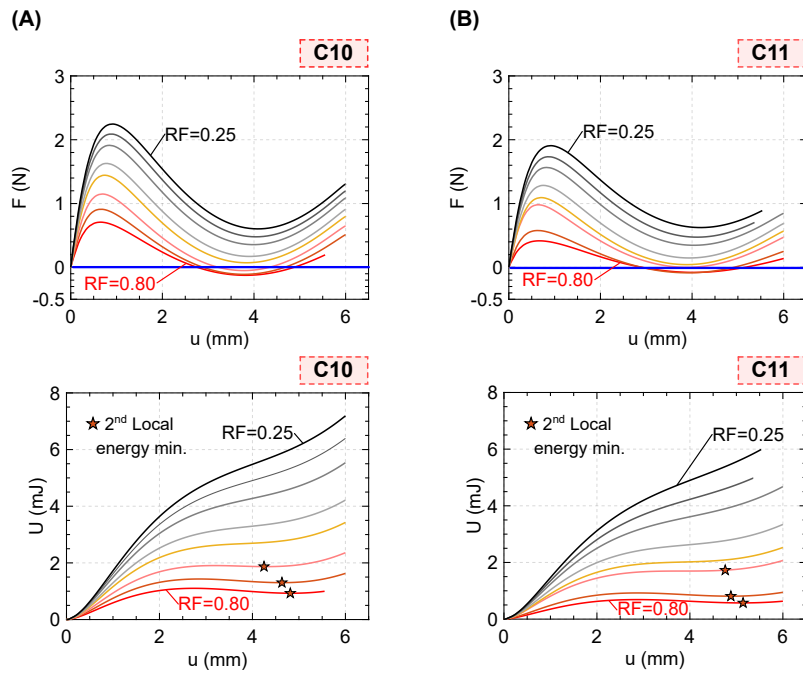 (A)
(B)
C10
3
2
1
0
-0.5
F (N)
RF=0.25
RF=0.80
0
2
4
6
u (mm)
C11
3
2
1
0
-0.5
F (N)
RF=0.25
RF=0.80
0
2
4
6
u (mm)
C10
8
6
4
2
0
U (mJ)
2nd Local
energy min.
RF=0.25
RF=0.80
0
2
4
6
u (mm)
C11
8
6
4
2
0
U (mJ)
2nd Local
energy min.
RF=0.25
RF=0.80
0
2
4
6
u (mm)